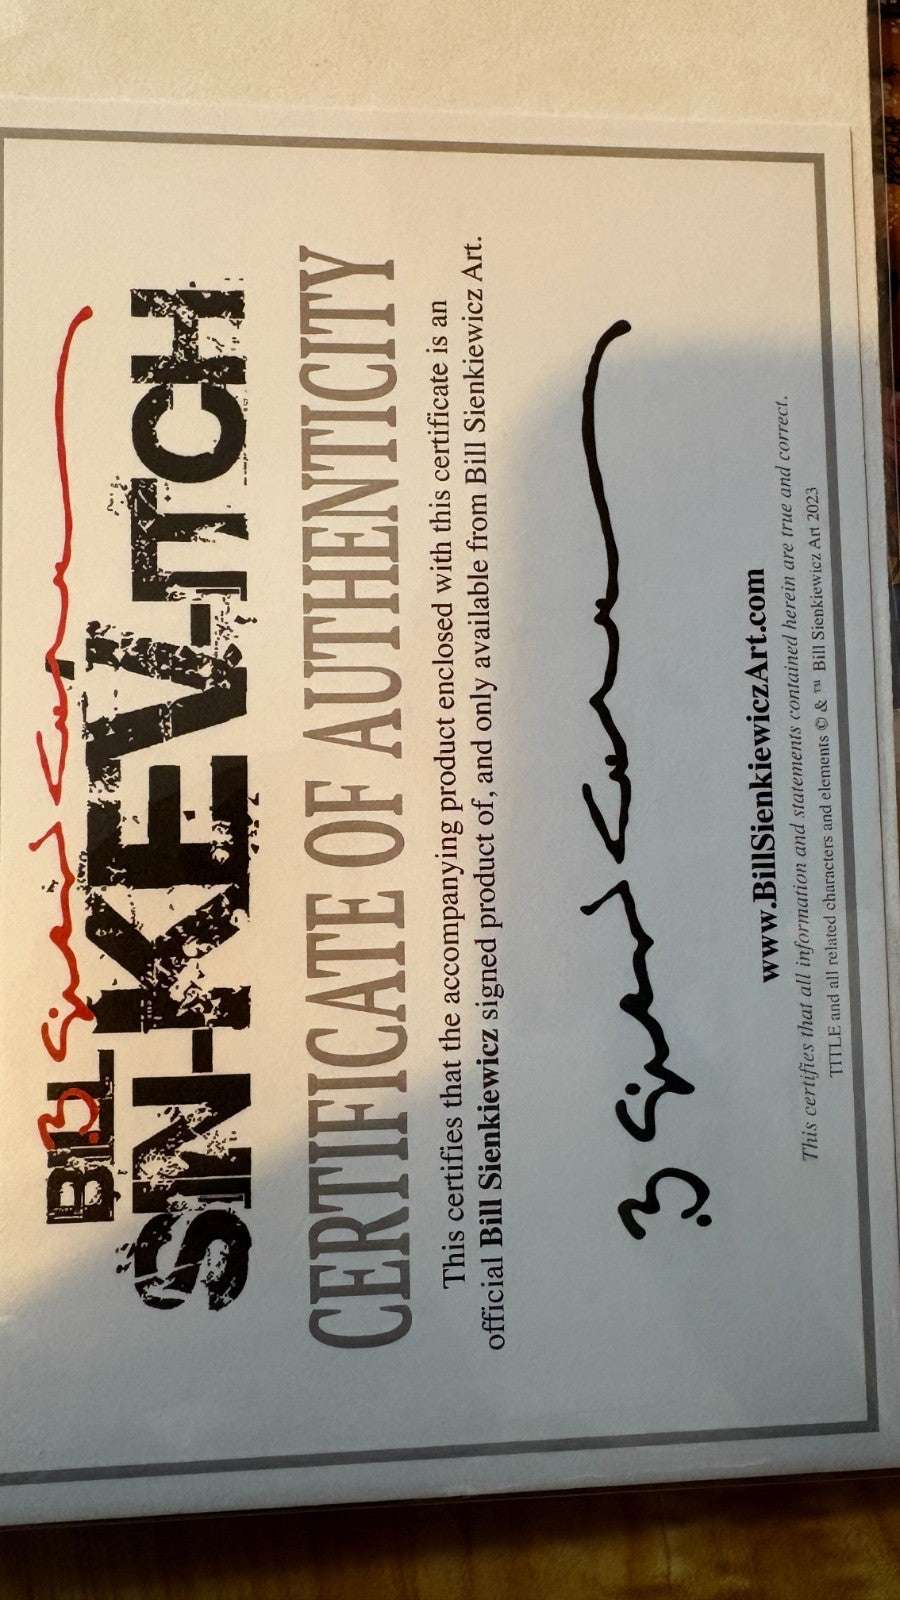 BILL
SIN-KEV-ITCH
CERTIFICATE OF AUTHENTICITY
This certifies that the accompanying product enclosed with this certificate is an
official Bill Sienkiewicz signed product of, and only available from Bill Sienkiewicz Art.
www.BillSienkiewiczArt.com
This certifies that all information and statements contained herein are true and correct.
TITLE and all related characters and elements © & ™ Bill Sienkiewicz Art 2023